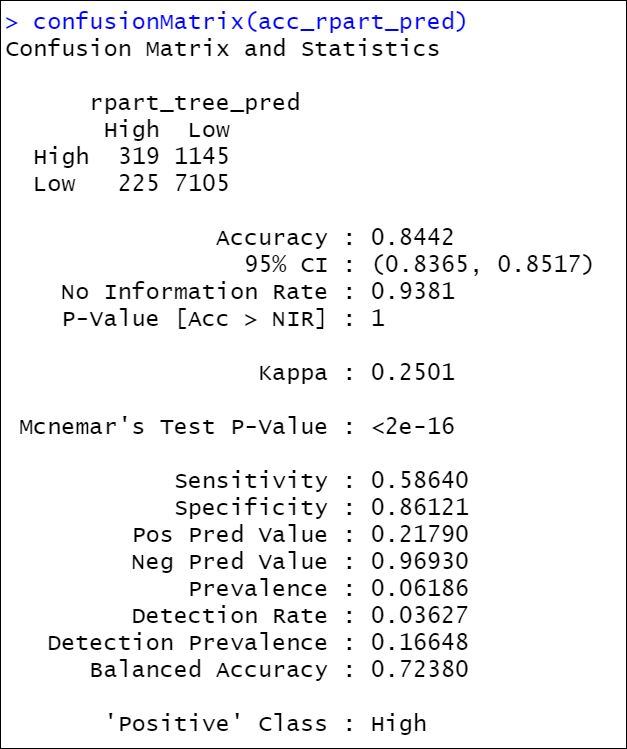 > confusionMatrix(acc_rpart_pred)
Confusion Matrix and Statistics
rpart_tree_pred
High Low
High 319 1145
Low 225 7105
Accuracy : 0.8442
95% CI : (0.8365, 0.8517)
No Information Rate : 0.9381
P-Value [Acc > NIR] : 1
Kappa : 0.2501
Mcnemar's Test P-Value : <2e-16
Sensitivity : 0.58640
Specificity : 0.86121
Pos Pred Value : 0.21790
Neg Pred Value : 0.96930
Prevalence : 0.06186
Detection Rate : 0.03627
Detection Prevalence : 0.16648
Balanced Accuracy : 0.72380
'Positive' Class : High